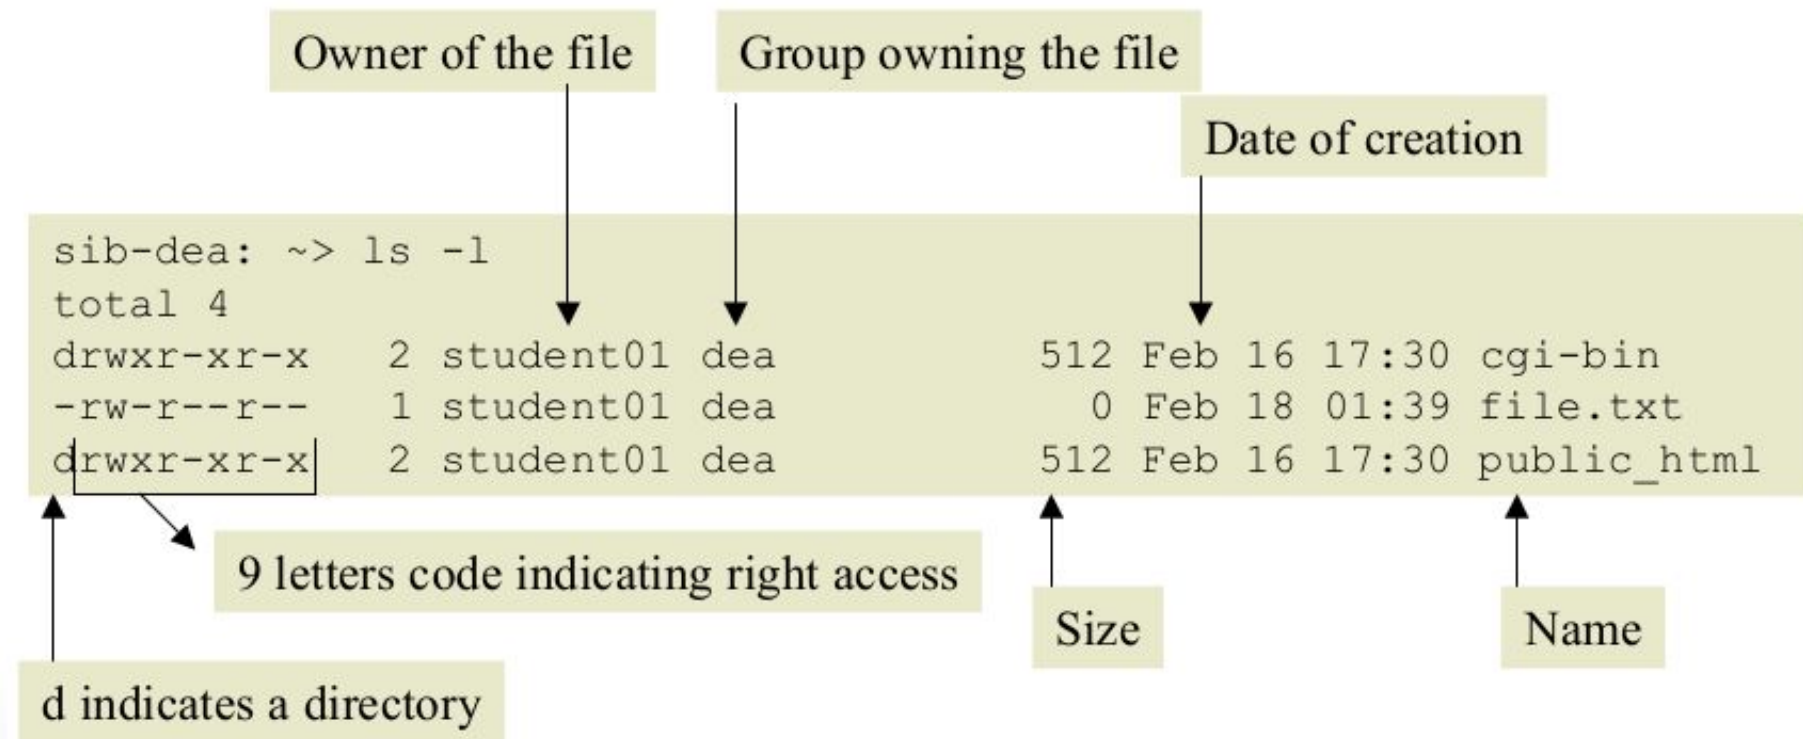 Owner of the file
Group owning the file
Date of creation
sib-dea: ~> ls -l
total 4
drwxr-xr-x 2 student01 dea 512 Feb 16 17:30 cgi-bin
-rw-r--r-- 1 student01 dea 0 Feb 18 01:39 file.txt
drwxr-xr-x 2 student01 dea 512 Feb 16 17:30 public_html
9 letters code indicating right access
Size
Name
d indicates a directory